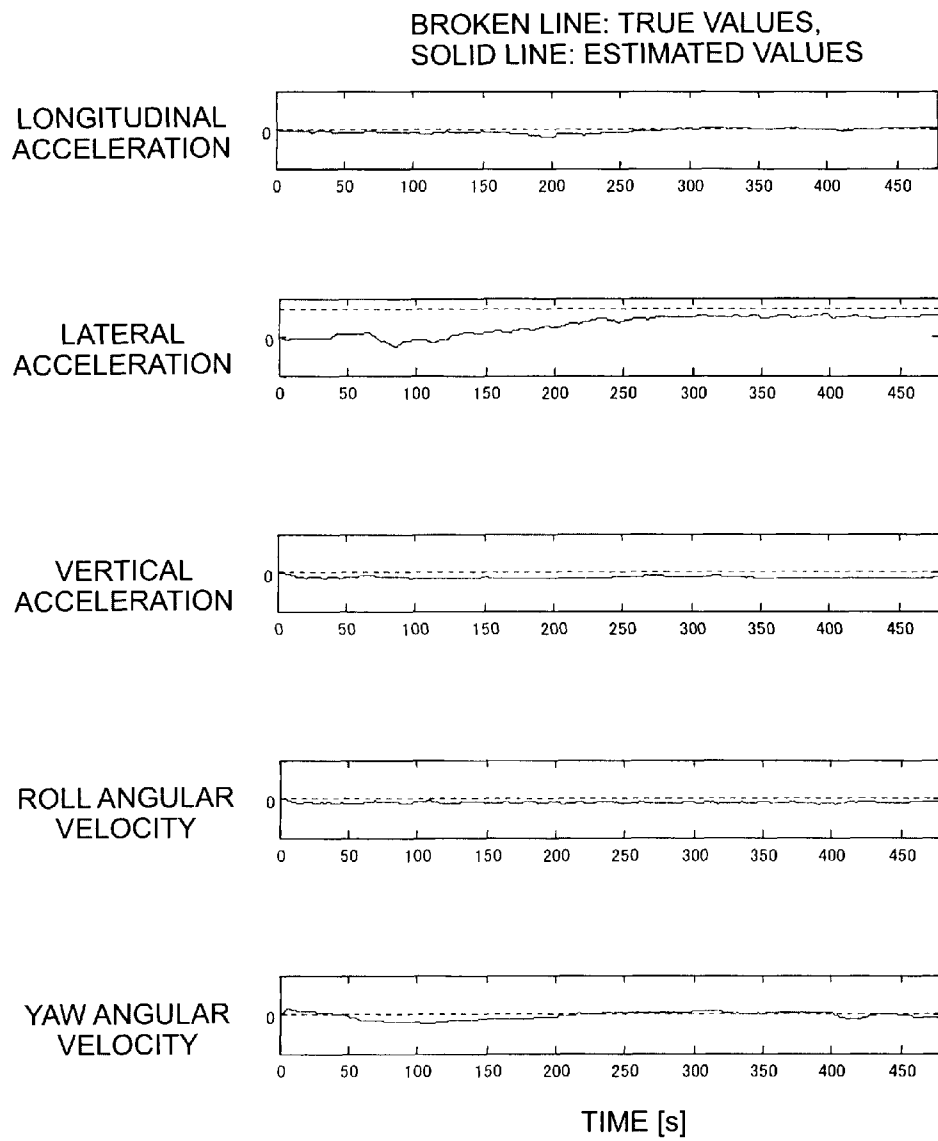 BROKEN LINE: TRUE VALUES,
SOLID LINE: ESTIMATED VALUES
LONGITUDINAL
ACCELERATION
0
0 50 100 150 200 250 300 350 400 450
LATERAL
ACCELERATION
0
0 50 100 150 200 250 300 350 400 450
VERTICAL
ACCELERATION
0
0 50 100 150 200 250 300 350 400 450
ROLL ANGULAR
VELOCITY
0
0 50 100 150 200 250 300 350 400 450
YAW ANGULAR
VELOCITY
0
0 50 100 150 200 250 300 350 400 450
TIME [s]